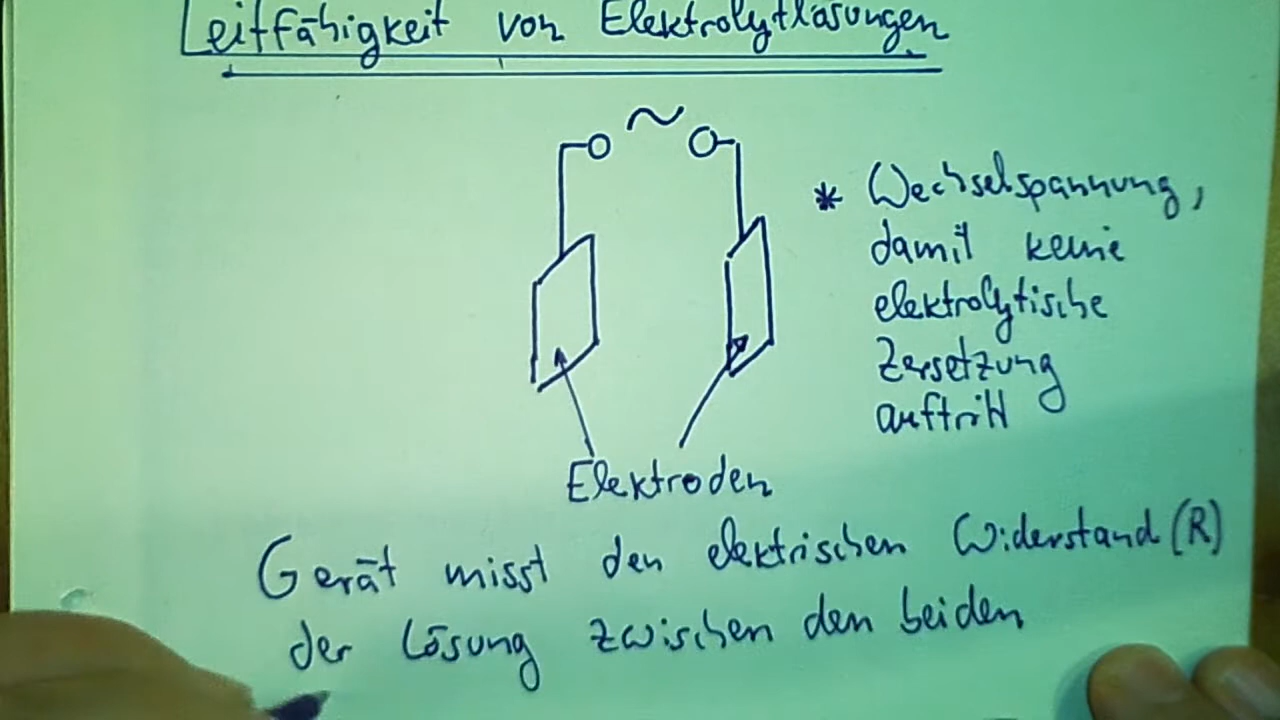 Leitfähigkeit von Elektrolytlösungen
~
* Wechselspannung,
damit keine
elektrolytische
Zersetzung
auftritt
Elektroden
Gerät misst den elektrischen Widerstand (R)
der Lösung zwischen den beiden